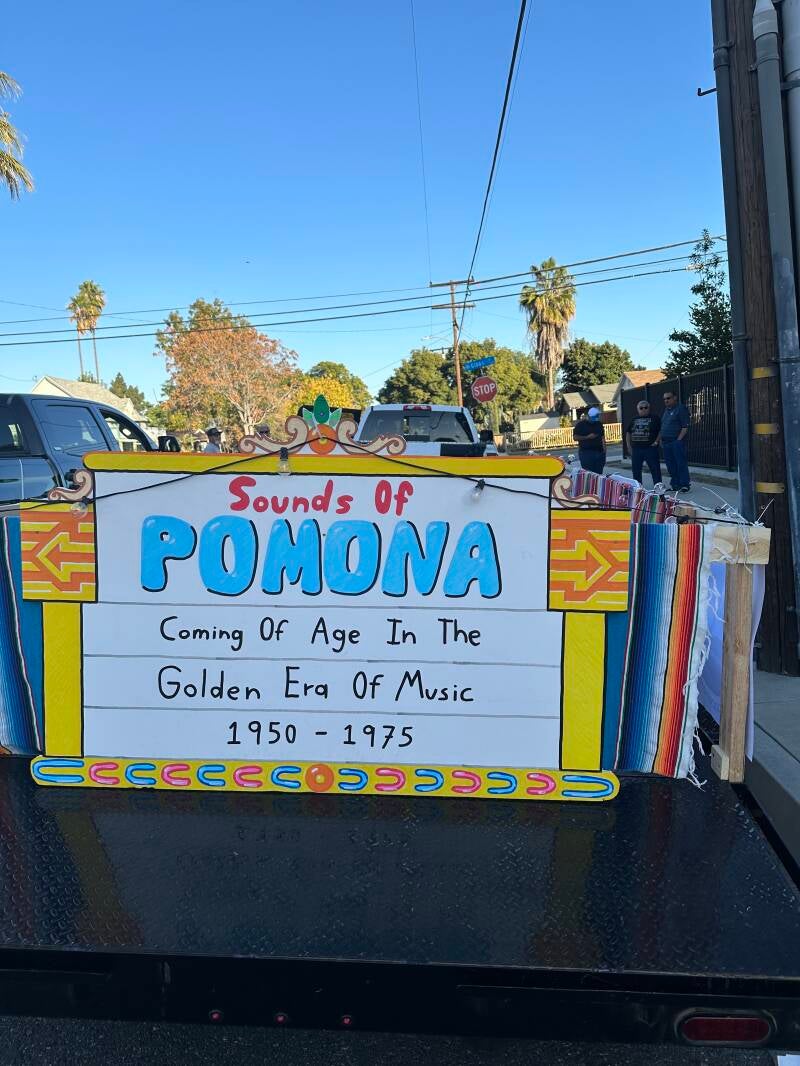 STOP
Sounds Of
POMONA
Coming Of Age In The
Golden Era Of Music
1950 - 1975